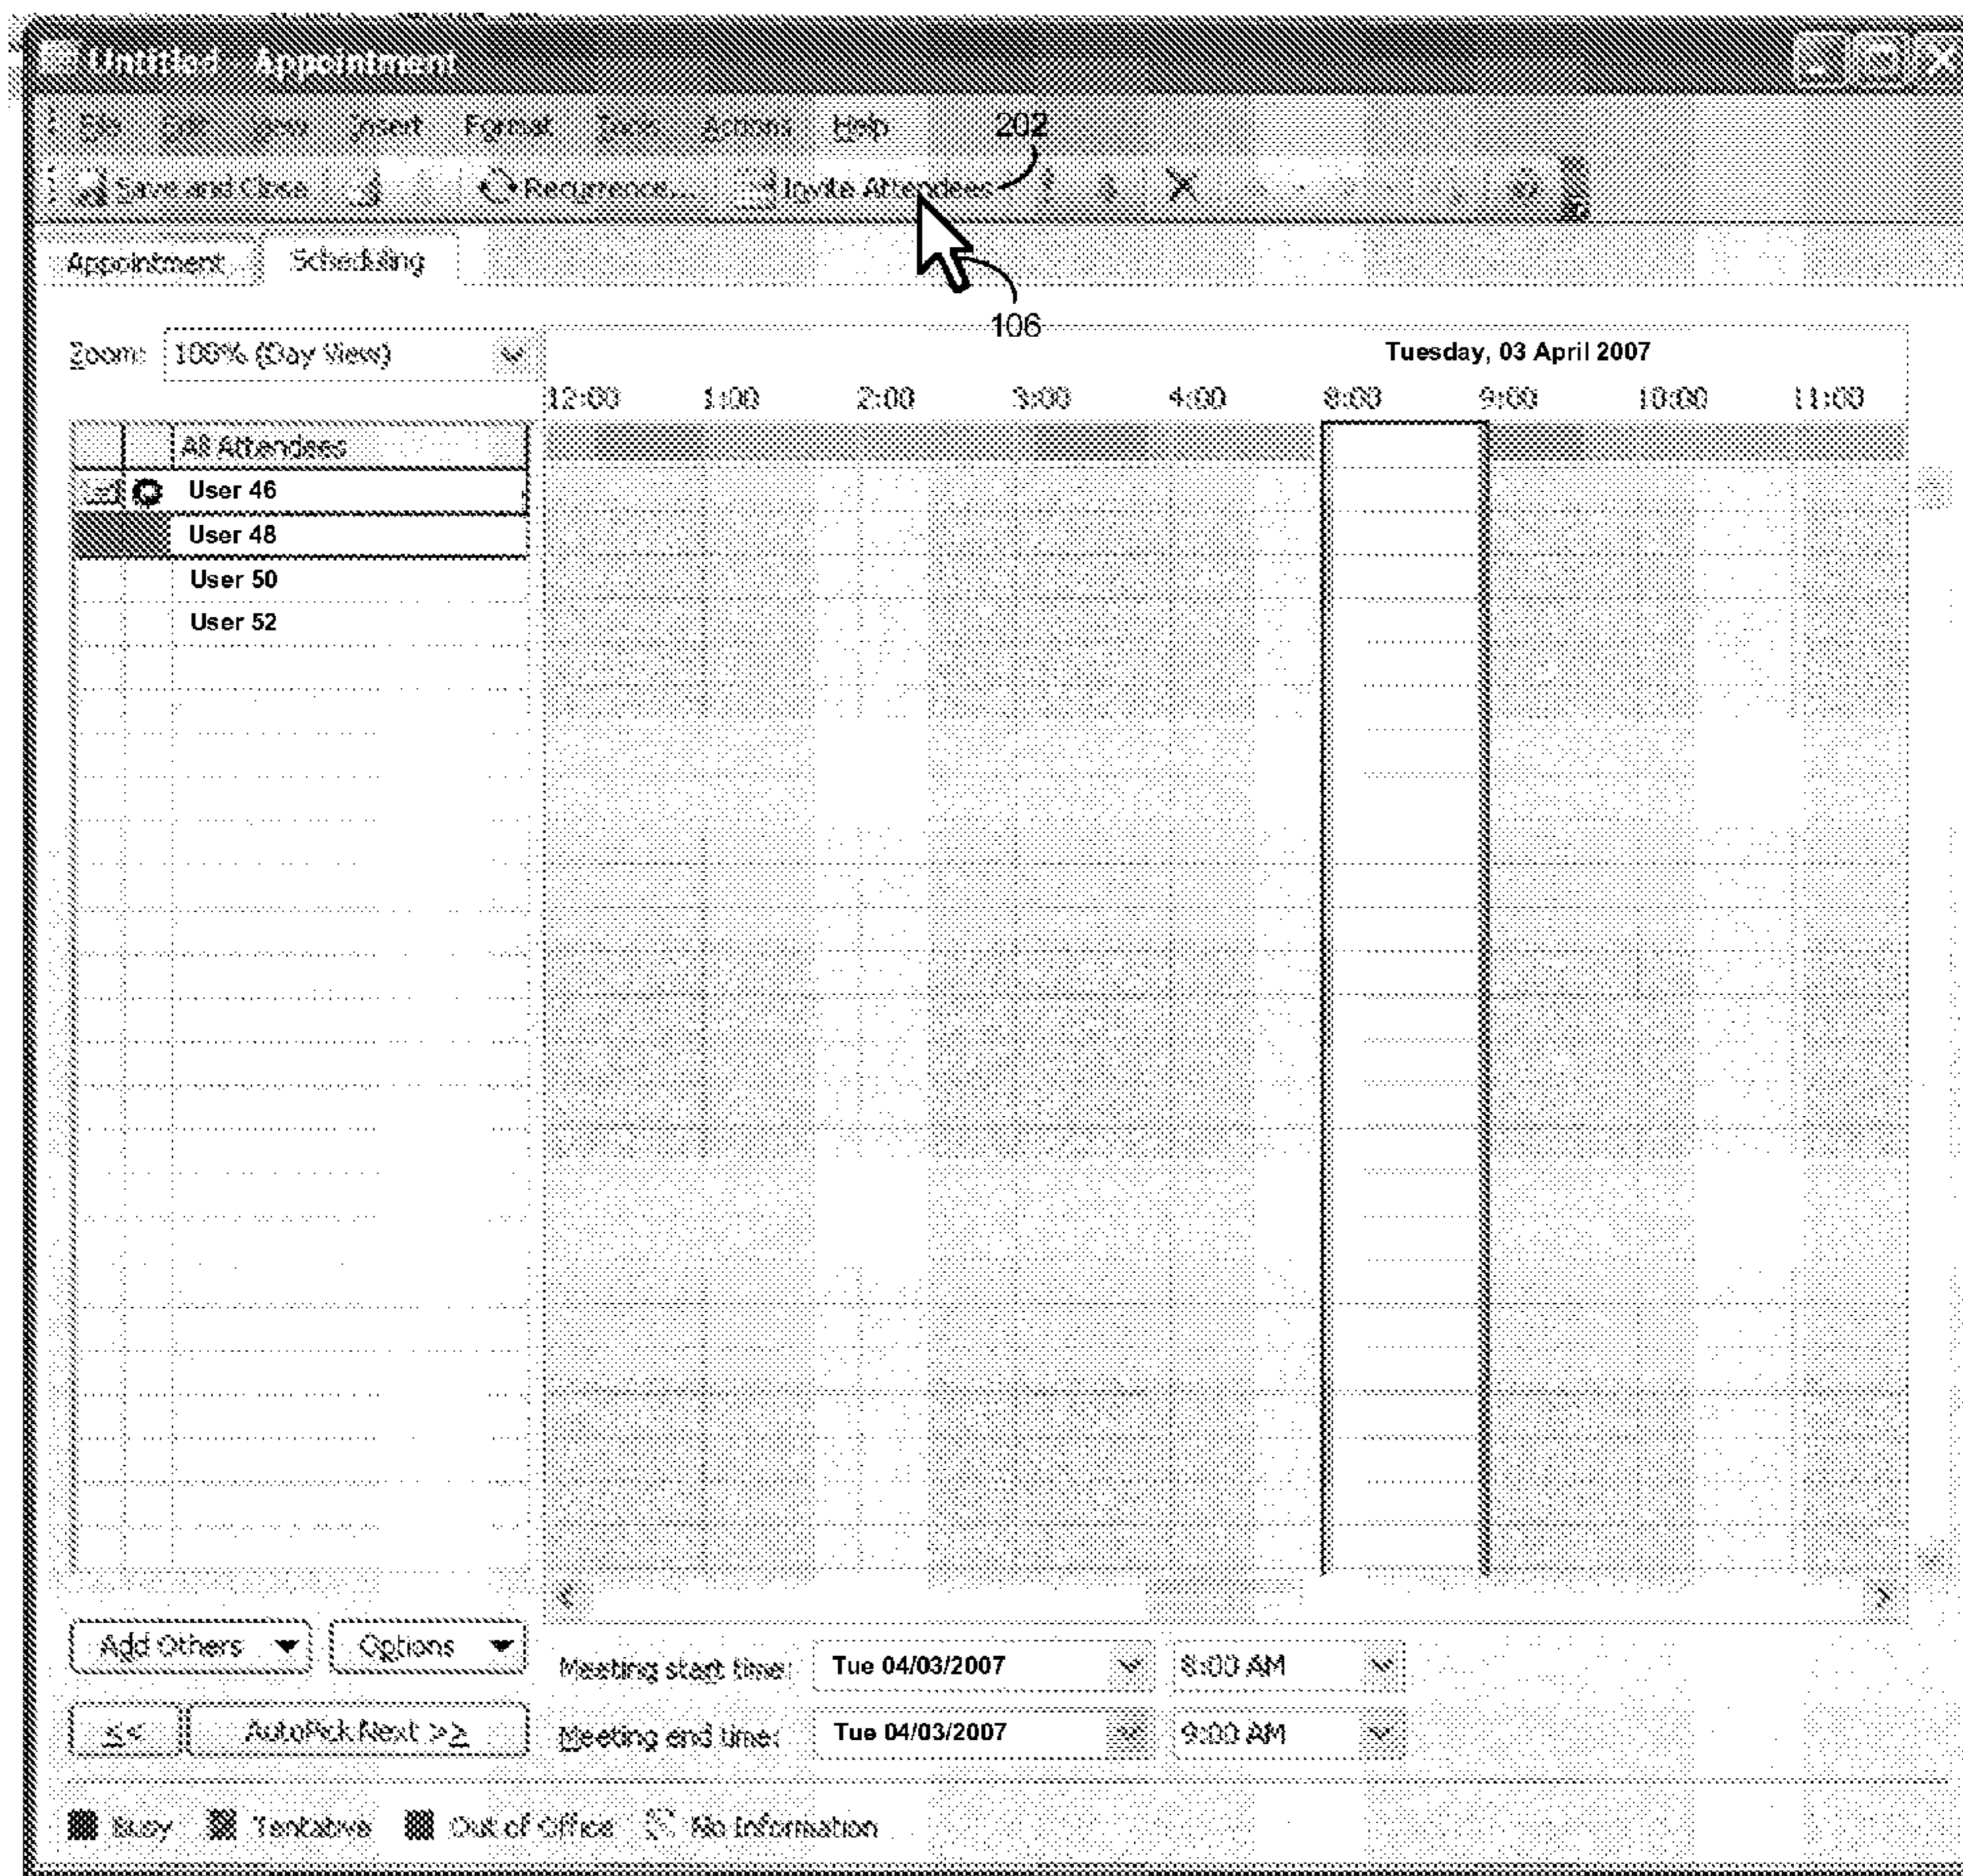 Untitled - Appointment
File Edit View Insert Format Tools Actions Help 202
Save and Close Recurrence... Invite Attendees
Appointment Scheduling
106
Zoom: 100% (Day View) Tuesday, 03 April 2007
12:00 1:00 2:00 3:00 4:00 8:00 9:00 10:00 11:00
All Attendees
User 46
User 48
User 50
User 52
Add Others Options
Meeting start time: Tue 04/03/2007 8:00 AM
<< AutoPick Next >> Meeting end time: Tue 04/03/2007 9:00 AM
Busy Tentative Out of Office No Information